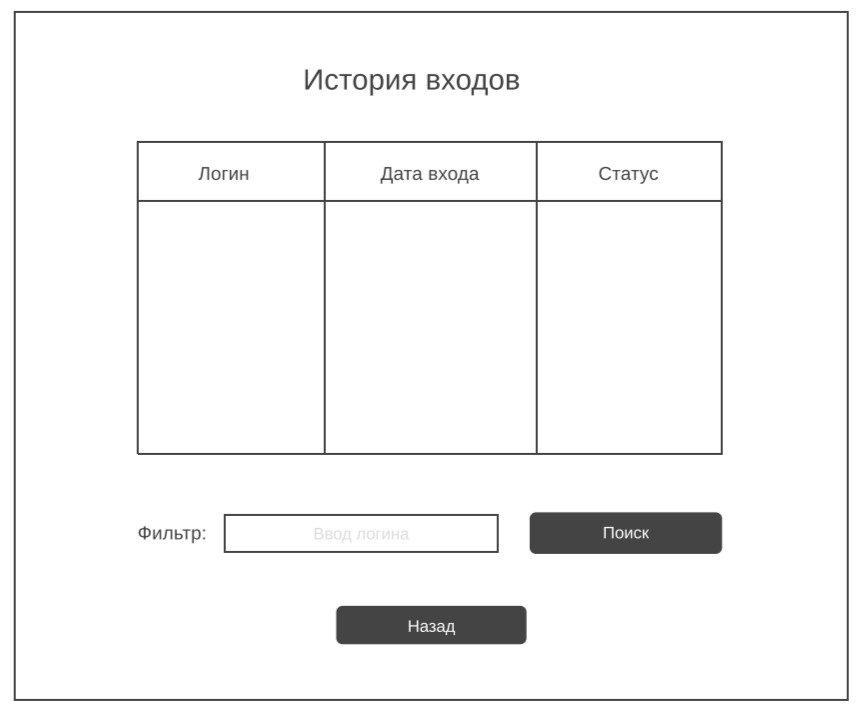 История входов
Логин Дата входа Статус
Фильтр: Ввод логина Поиск
Назад